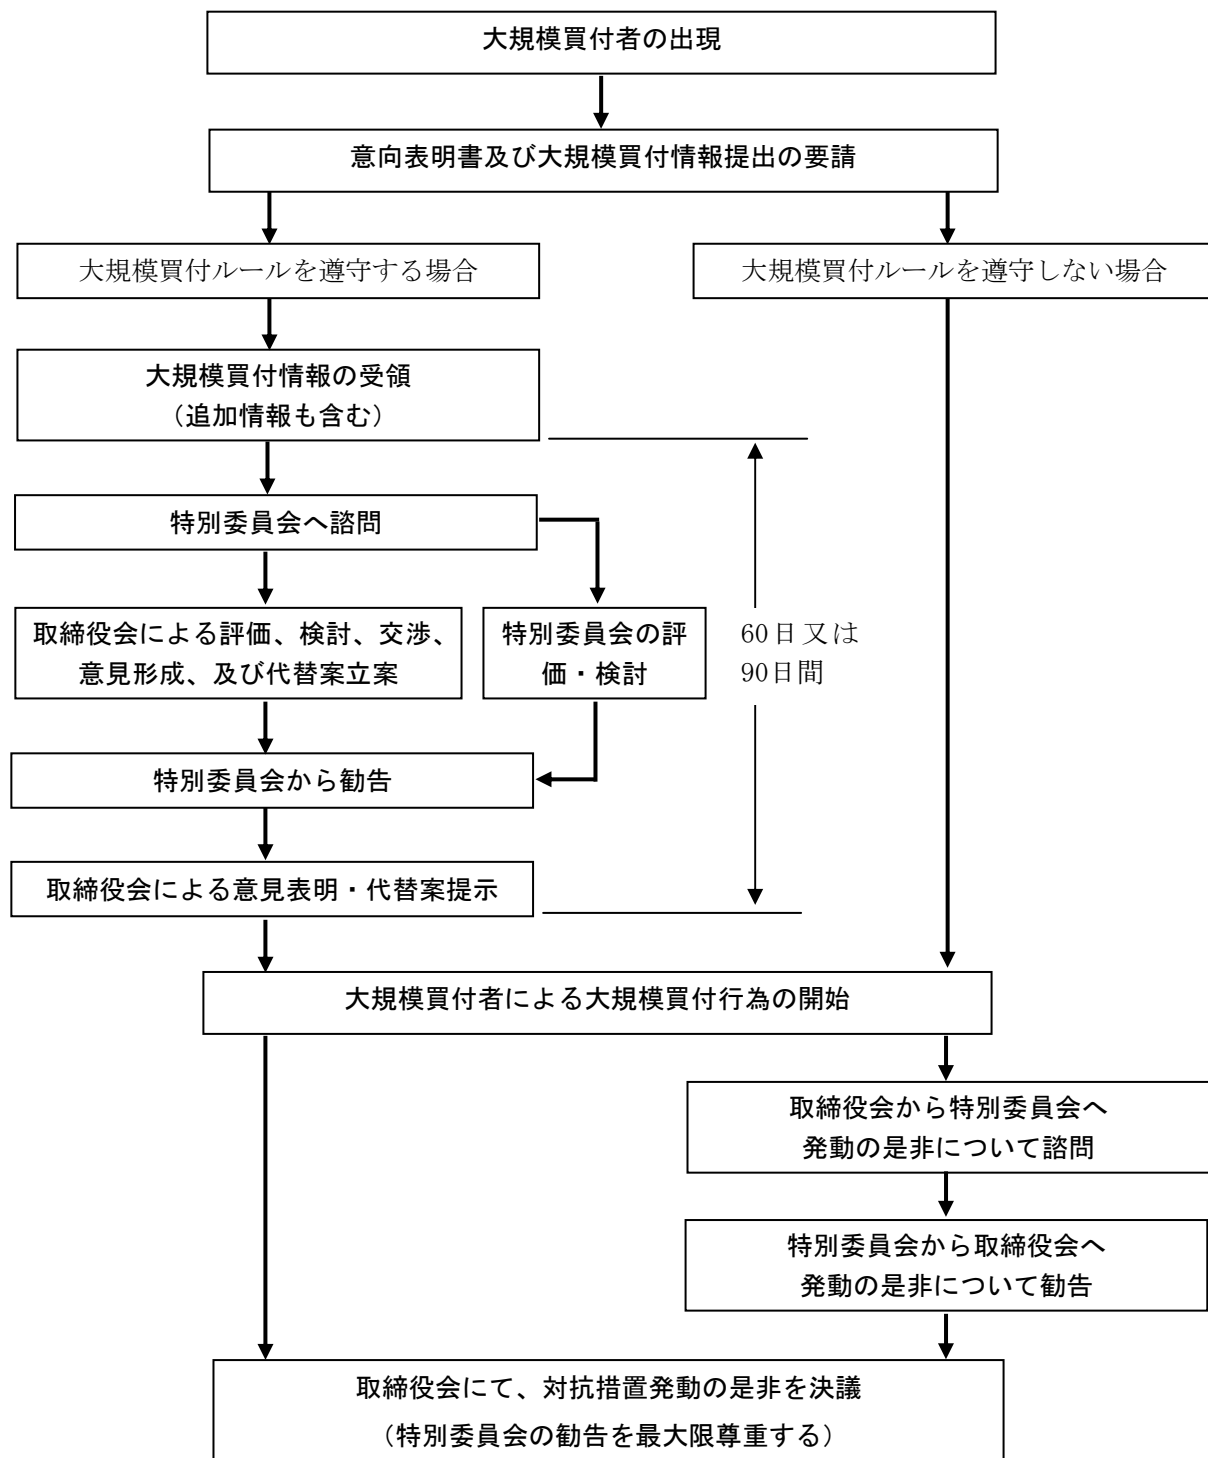 大規模買付者の出現
意向表明書及び大規模買付情報提出の要請
大規模買付ルールを遵守する場合
大規模買付ルールを遵守しない場合
大規模買付情報の受領
（追加情報も含む）
特別委員会へ諮問
取締役会による評価、検討、交渉、
意見形成、及び代替案立案
特別委員会の評
価・検討
60日又は
90日間
特別委員会から勧告
取締役会による意見表明・代替案提示
大規模買付者による大規模買付行為の開始
取締役会から特別委員会へ
発動の是非について諮問
特別委員会から取締役会へ
発動の是非について勧告
取締役会にて、対抗措置発動の是非を決議
（特別委員会の勧告を最大限尊重する）